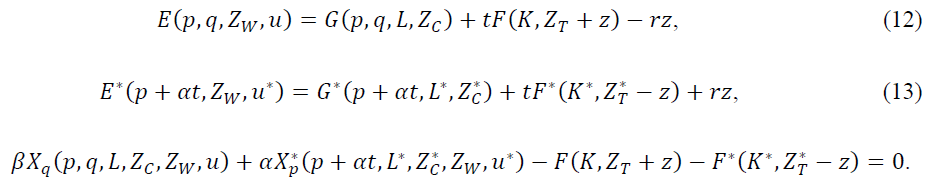 E(p, q, Z_W, u) = G(p, q, L, Z_C) + tF(K, Z_T + z) − rz, (12)
E*(p + αt, Z_W, u*) = G*(p + αt, L*, Z_C*) + tF*(K*, Z_T* − z) + rz, (13)
βX_q(p, q, L, Z_C, Z_W, u) + αX_p*(p + αt, L*, Z_C*, Z_W, u*) − F(K, Z_T + z) − F*(K*, Z_T* − z) = 0.